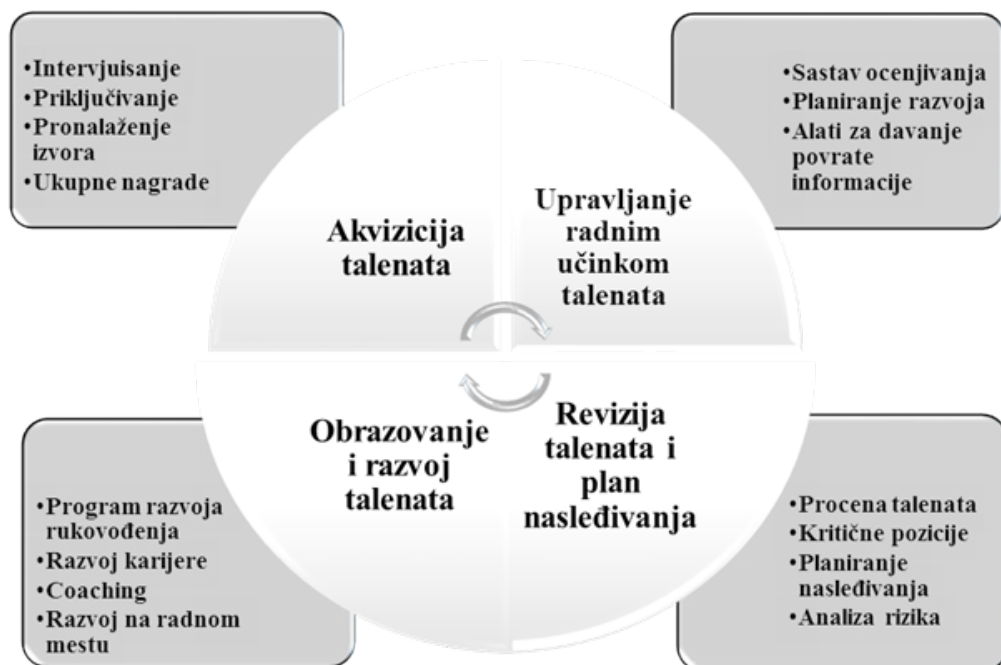 •Intervjuisanje
•Priključivanje
•Pronalaženje
izvora
•Ukupne nagrade
•Sastav ocenjivanja
•Planiranje razvoja
•Alati za davanje
povrate
informacije
Akvizicija
talenata
Upravljanje
radnim
učinkom
talenata
Obrazovanje
i razvoj
talenata
Revizija
talenata i
plan
nasleđivanja
•Program razvoja
rukovođenja
•Razvoj karijere
•Coaching
•Razvoj na radnom
mestu
•Procena talenata
•Kritične pozicije
•Planiranje
nasleđivanja
•Analiza rizika